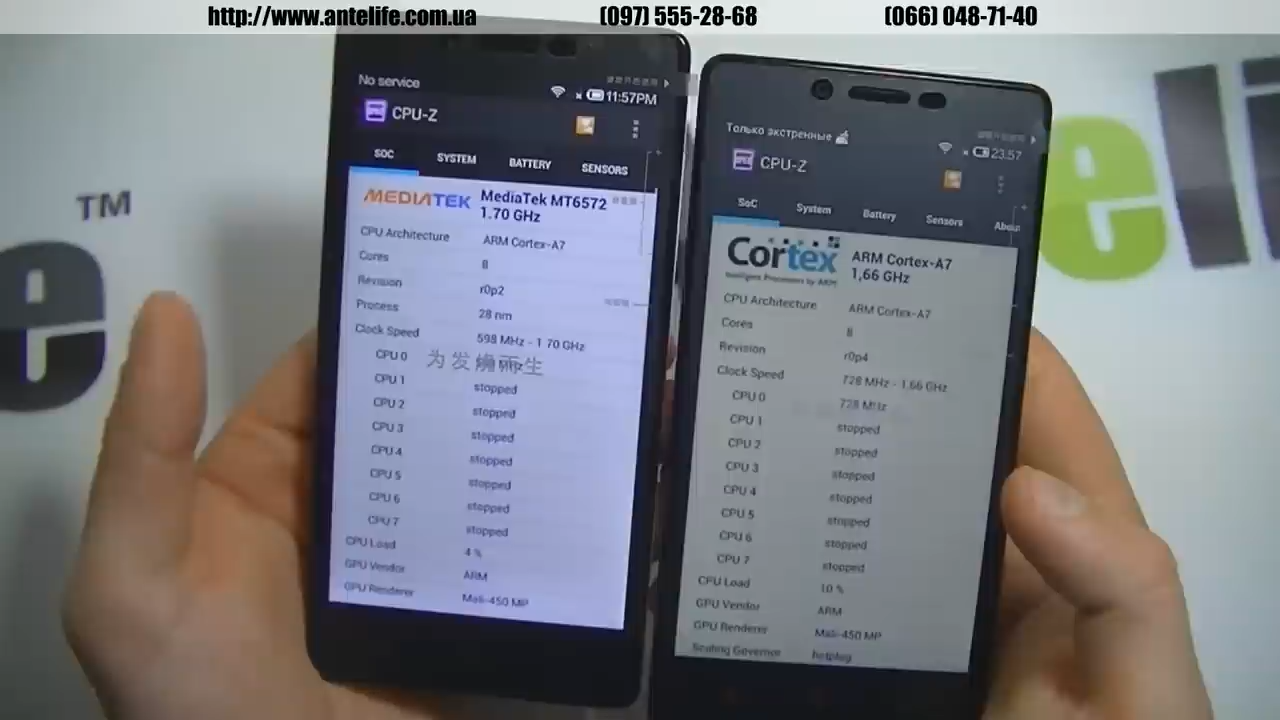 http://www.antelife.com.ua (097) 555-28-68 (066) 048-71-40
TM
e
eli
No service
11:57PM
CPU-Z
SOC SYSTEM BATTERY SENSORS
MEDIATEK
MediaTek MT6572
1.70 GHz
CPU Architecture ARM Cortex-A7
Cores 8
Revision r0p2
Process 28 nm
Clock Speed 598 MHz - 1.70 GHz
CPU 0
CPU 1 stopped
CPU 2 stopped
CPU 3 stopped
CPU 4 stopped
CPU 5 stopped
CPU 6 stopped
CPU 7 stopped
CPU Load 4 %
GPU Vendor ARM
GPU Renderer Mali-450 MP
Только экстренные
23:57
CPU-Z
SoC System Battery Sensors Abou
Cortex
Intelligent Processors by ARM
ARM Cortex-A7
1,66 GHz
CPU Architecture ARM Cortex-A7
Cores 8
Revision r0p4
Clock Speed 728 MHz - 1.66 GHz
CPU 0 728 MHz
CPU 1 stopped
CPU 2 stopped
CPU 3 stopped
CPU 4 stopped
CPU 5 stopped
CPU 6 stopped
CPU 7 stopped
CPU Load 10 %
GPU Vendor ARM
GPU Renderer Mali-450 MP
Scaling Governor hotplug